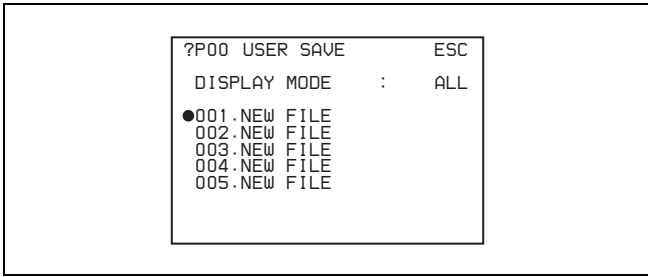 ?P00 USER SAVE ESC
DISPLAY MODE : ALL
●001.NEW FILE
002.NEW FILE
003.NEW FILE
004.NEW FILE
005.NEW FILE